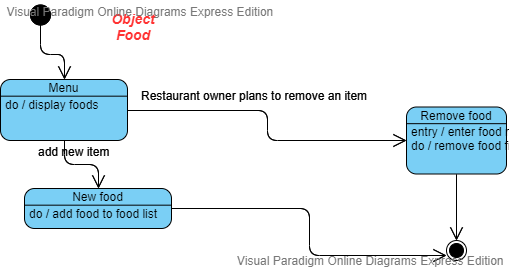 Visual Paradigm Online Diagrams Express Edition
Object
Food
Menu
do / display foods
Restaurant owner plans to remove an item
Remove food
entry / enter food
do / remove food
add new item
New food
do / add food to food list
Visual Paradigm Online Diagrams Express Edition